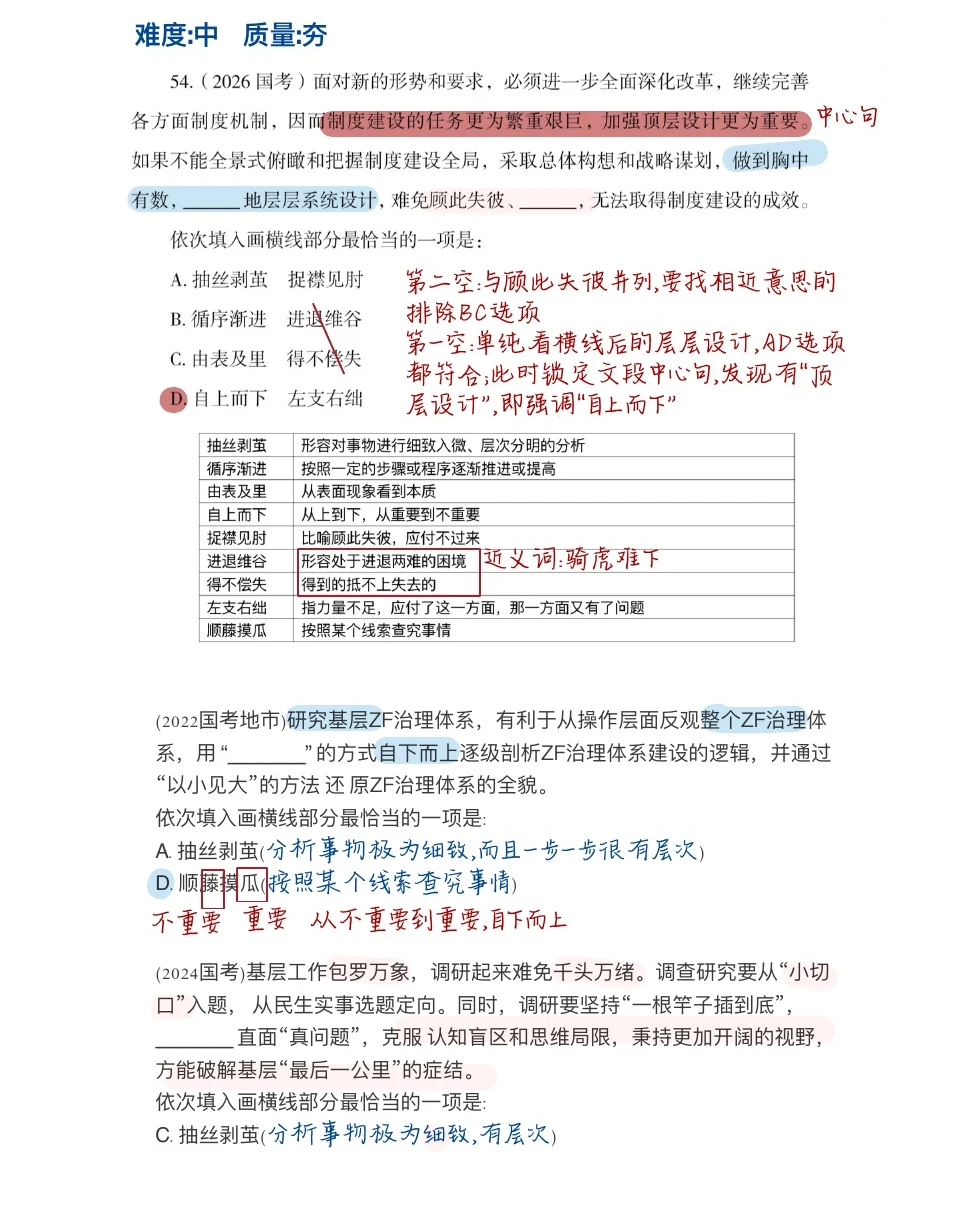 难度:中 质量:夯
54.（2026 国考）面对新的形势和要求，必须进一步全面深化改革，继续完善
各方面制度机制，因而制度建设的任务更为繁重艰巨，加强顶层设计更为重要。中心句
如果不能全景式俯瞰和把握制度建设全局，采取总体构想和战略谋划，做到胸中
有数，______地层层系统设计，难免顾此失彼、______，无法取得制度建设的成效。
依次填入画横线部分最恰当的一项是：
A. 抽丝剥茧 捉襟见肘
B. 循序渐进 进退维谷
C. 由表及里 得不偿失
D. 自上而下 左支右绌
第二空:与顾此失彼并列,要找相近意思的
排除BC选项
第一空:单纯看横线后的层层设计,AD选项
都符合;此时锁定文段中心句,发现有“顶
层设计”,即强调“自上而下”
抽丝剥茧 形容对事物进行细致入微、层次分明的分析
循序渐进 按照一定的步骤或程序逐渐推进或提高
由表及里 从表面现象看到本质
自上而下 从上到下，从重要到不重要
捉襟见肘 比喻顾此失彼，应付不过来
进退维谷 形容处于进退两难的困境 近义词:骑虎难下
得不偿失 得到的抵不上失去的
左支右绌 指力量不足，应付了这一方面，那一方面又有了问题
顺藤摸瓜 按照某个线索查究事情
(2022国考地市)研究基层ZF治理体系，有利于从操作层面反观整个ZF治理体
系，用“________”的方式自下而上逐级剖析ZF治理体系建设的逻辑，并通过
“以小见大”的方法 还 原ZF治理体系的全貌。
依次填入画横线部分最恰当的一项是:
A. 抽丝剥茧(分析事物极为细致,而且一步一步很有层次)
D. 顺藤摸瓜(按照某个线索查究事情)
不重要 重要 从不重要到重要,自下而上
(2024国考)基层工作包罗万象，调研起来难免千头万绪。调查研究要从“小切
口”入题， 从民生实事选题定向。同时，调研要坚持“一根竿子插到底”，
________直面“真问题”，克服 认知盲区和思维局限，秉持更加开阔的视野，
方能破解基层“最后一公里”的症结。
依次填入画横线部分最恰当的一项是:
C. 抽丝剥茧(分析事物极为细致,有层次)